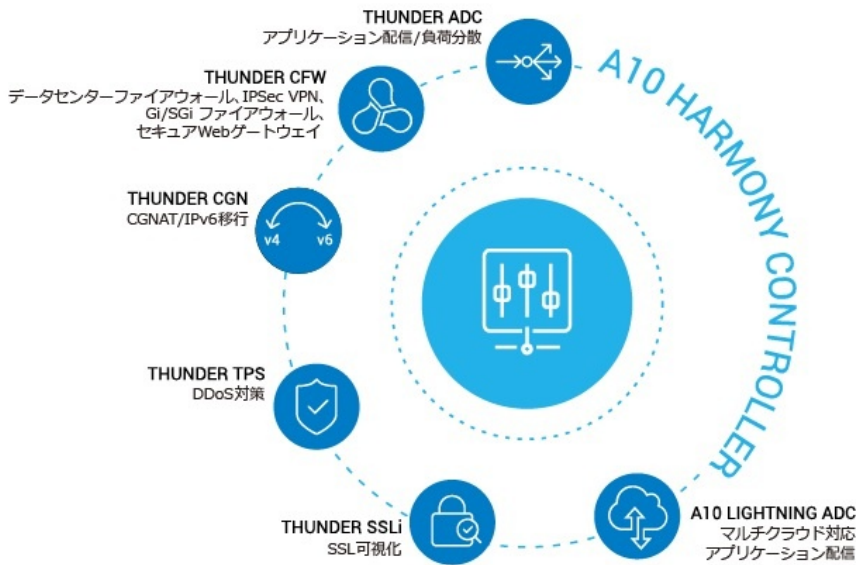 THUNDER ADC
アプリケーション配信/負荷分散
THUNDER CFW
データセンターファイアウォール、IPSec VPN、
Gi/SGi ファイアウォール、
セキュアWebゲートウェイ
THUNDER CGN
CGNAT/IPv6移行
v4 v6
THUNDER TPS
DDoS対策
THUNDER SSLi
SSL可視化
A10 LIGHTNING ADC
マルチクラウド対応
アプリケーション配信
A10 HARMONY CONTROLLER